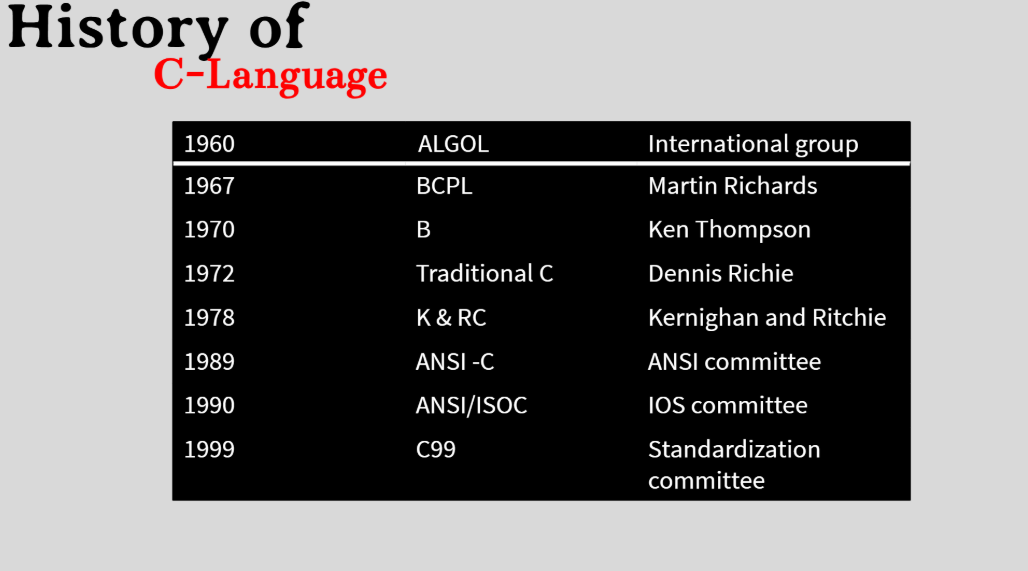 History of
C-Language
1960 ALGOL International group
1967 BCPL Martin Richards
1970 B Ken Thompson
1972 Traditional C Dennis Richie
1978 K & RC Kernighan and Ritchie
1989 ANSI -C ANSI committee
1990 ANSI/ISOC IOS committee
1999 C99 Standardization
committee